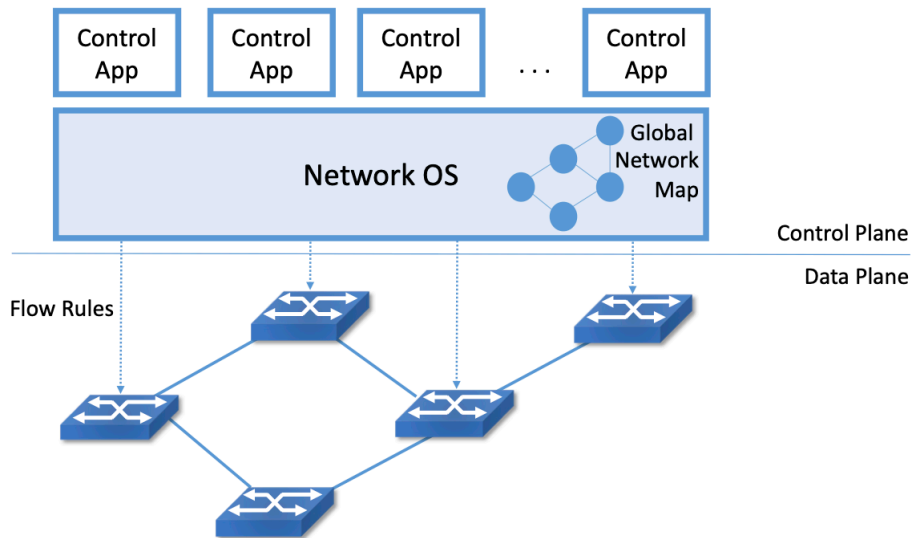 Control
App
Control
App
Control
App
. . .
Control
App
Network OS
Global
Network
Map
Control Plane
Data Plane
Flow Rules